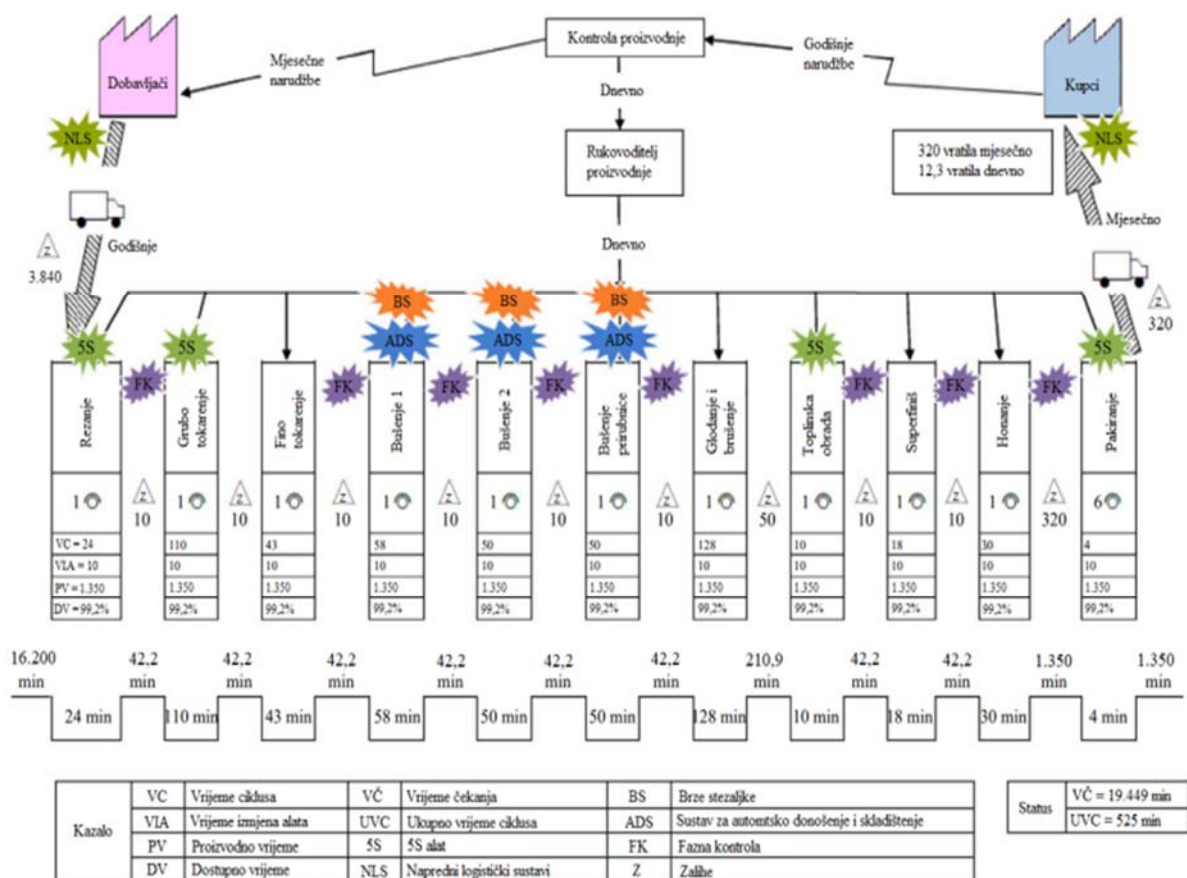 Kontrola proizvodnje
Mjesečne
narudžbe
Godišnje
narudžbe
Dobavljači
Kupci
Dnevno
NLS
NLS
Rukovoditelj
proizvodnje
320 vratila mjesečno
12,3 vratila dnevno
Mjesečno
Godišnje
Dnevno
Z
3.840
Z
320
BS
BS
BS
5S
5S
ADS
ADS
ADS
5S
5S
FK
FK
FK
FK
FK
FK
FK
FK
Rezanje
Grubo
tokarenje
Fino
tokarenje
Bušenje 1
Bušenje 2
Bušenje
prirubnice
Glodanje i
brušenje
Toplinska
obrada
Superfiniš
Honanje
Pakiranje
1 Z 1 Z 1 Z 1 Z 1 Z 1 Z 1 Z 1 Z 1 Z 1 Z 6
10 10 10 10 10 10 50 10 10 320
VC = 24 110 43 58 50 50 128 10 18 30 4
VIA = 10 10 10 10 10 10 10 10 10 10 10
PV = 1.350 1.350 1.350 1.350 1.350 1.350 1.350 1.350 1.350 1.350 1.350
DV = 99,2% 99,2% 99,2% 99,2% 99,2% 99,2% 99,2% 99,2% 99,2% 99,2% 99,2%
16.200 42,2 42,2 42,2 42,2 42,2 42,2 210,9 42,2 42,2 1.350 1.350
min min min min min min min min min min min min
24 min 110 min 43 min 58 min 50 min 50 min 128 min 10 min 18 min 30 min 4 min
Kazalo
VC Vrijeme ciklusa VČ Vrijeme čekanja BS Brze stezaljke
VIA Vrijeme izmjena alata UVC Ukupno vrijeme ciklusa ADS Sustav za automtsko donošenje i skladištenje
PV Proizvodno vrijeme 5S 5S alat FK Fazna kontrola
DV Dostupno vrijeme NLS Napredni logistički sustavi Z Zalihe
Status
VČ = 19.449 min
UVC = 525 min